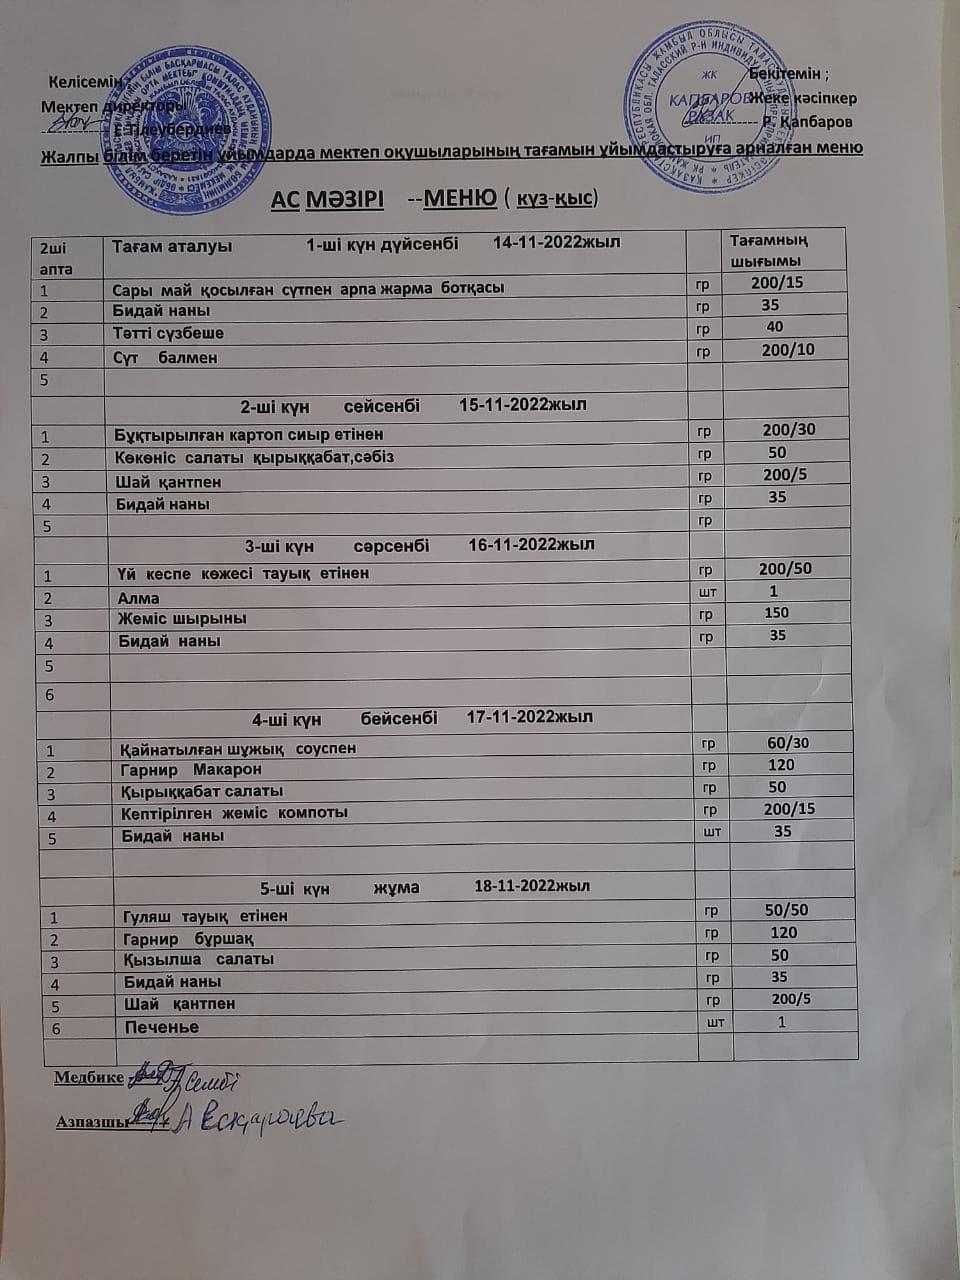 Келісемін;
Бекітемін ;
Мектеп директоры
Жеке кәсіпкер
Е.Тілеубердиев
Р. Қапбаров
Жалпы білім беретін ұйымдарда мектеп оқушыларының тағамын ұйымдастыруға арналған меню
ЖК
КАПБАРОВ
РАЗАК
ИП
АС МӘЗІРІ --МЕНЮ ( күз-қыс)
2ші апта Тағам аталуы 1-ші күн дүйсенбі 14-11-2022жыл Тағамның шығымы
1 Сары май қосылған сүтпен арпа жарма ботқасы гр 200/15
2 Бидай наны гр 35
3 Тәтті сүзбеше гр 40
4 Сүт балмен гр 200/10
5
2-ші күн сейсенбі 15-11-2022жыл
1 Бұқтырылған картоп сиыр етінен гр 200/30
2 Көкөніс салаты қырыққабат,сәбіз гр 50
3 Шай қантпен гр 200/5
4 Бидай наны гр 35
5 гр
3-ші күн сәрсенбі 16-11-2022жыл
1 Үй кеспе көжесі тауық етінен гр 200/50
2 Алма шт 1
3 Жеміс шырыны гр 150
4 Бидай наны гр 35
5
6
4-ші күн бейсенбі 17-11-2022жыл
1 Қайнатылған шұжық соуспен гр 60/30
2 Гарнир Макарон гр 120
3 Қырыққабат салаты гр 50
4 Кептірілген жеміс компоты гр 200/15
5 Бидай наны шт 35
5-ші күн жұма 18-11-2022жыл
1 Гуляш тауық етінен гр 50/50
2 Гарнир бұршақ гр 120
3 Қызылша салаты гр 50
4 Бидай наны гр 35
5 Шай қантпен гр 200/5
6 Печенье шт 1
Медбике
Азпазшы